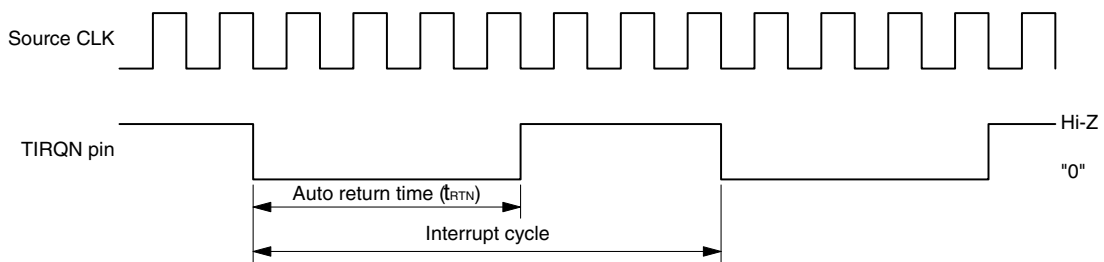 Source CLK
TIRQN pin
Hi-Z
"0"
Auto return time (tRTN)
Interrupt cycle